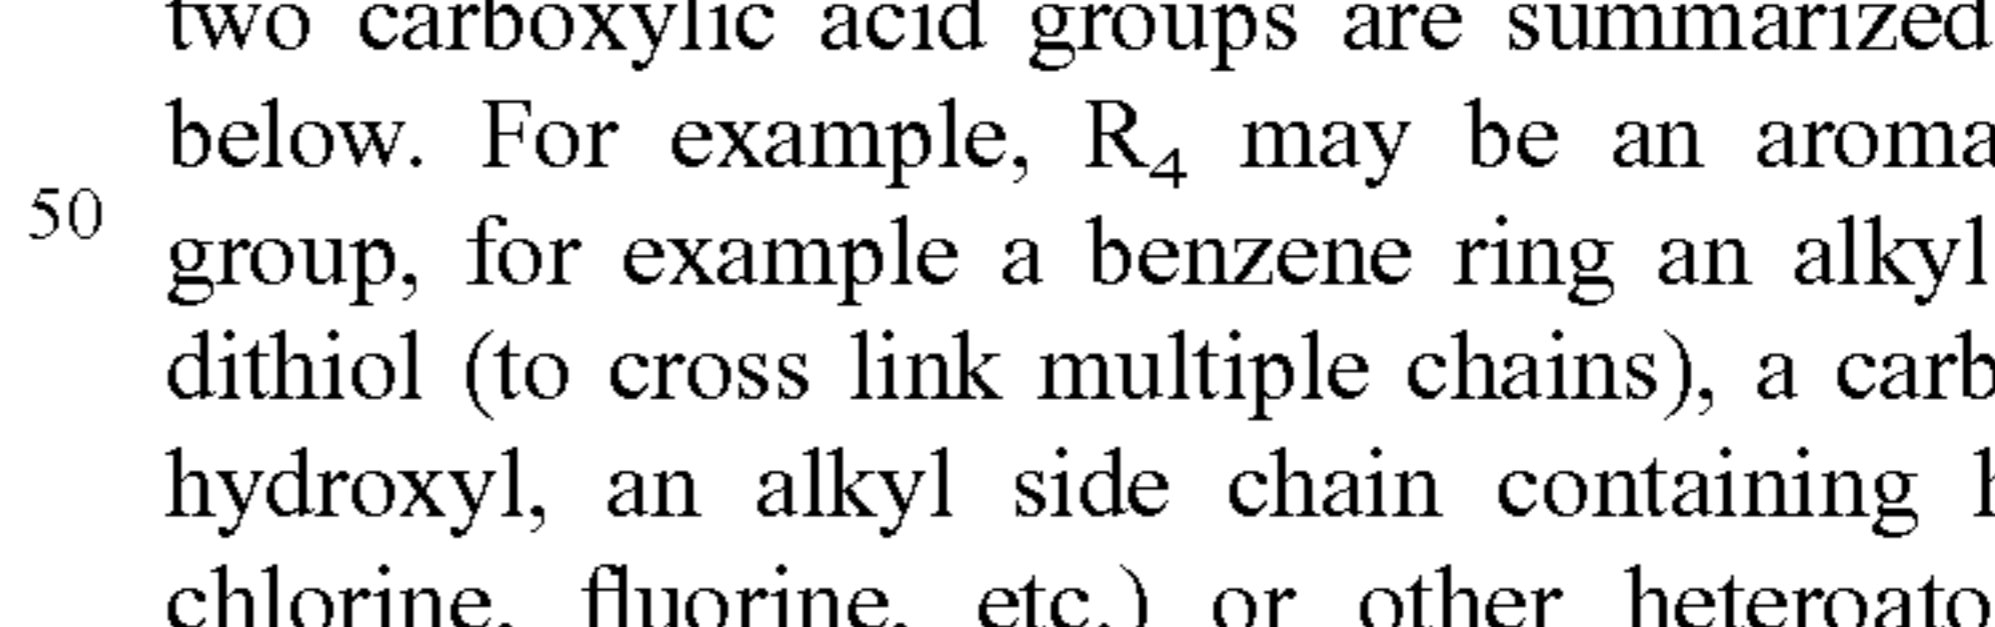 two carboxylic acid groups are summarized
below. For example, R₄ may be an aroma
50
group, for example a benzene ring an alkyl
dithiol (to cross link multiple chains), a carb
hydroxyl, an alkyl side chain containing h
chlorine, fluorine, etc.) or other heteroato